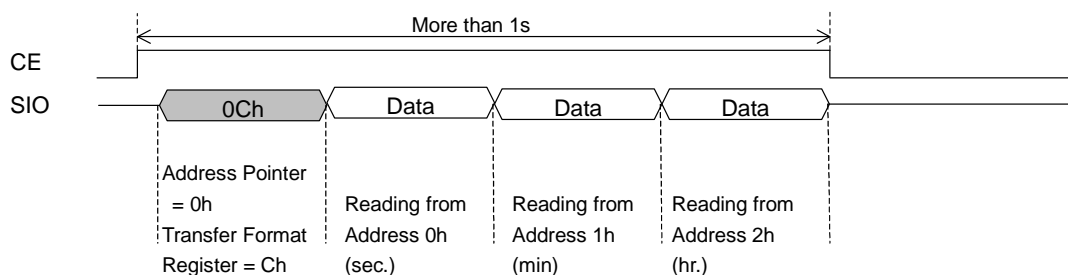 More than 1s
CE
SIO
0Ch
Data
Data
Data
Address Pointer
= 0h
Transfer Format
Register = Ch
Reading from
Address 0h
(sec.)
Reading from
Address 1h
(min)
Reading from
Address 2h
(hr.)